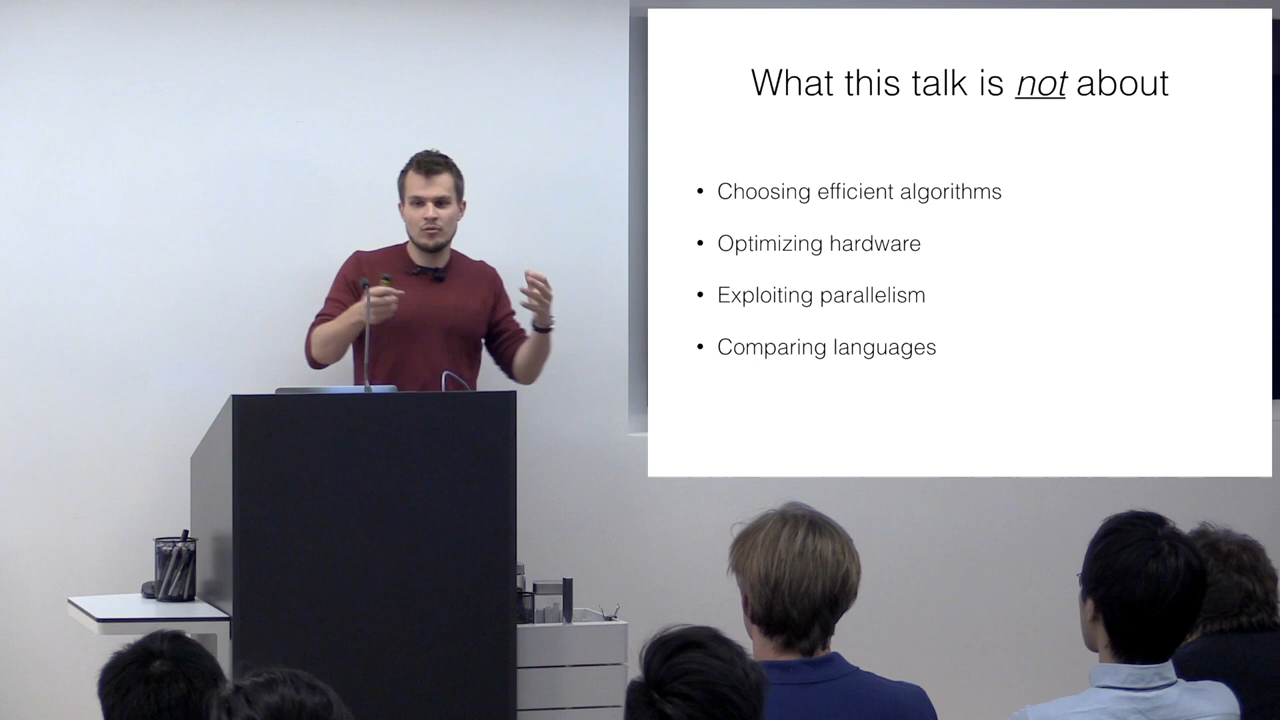 What this talk is not about
• Choosing efficient algorithms
• Optimizing hardware
• Exploiting parallelism
• Comparing languages